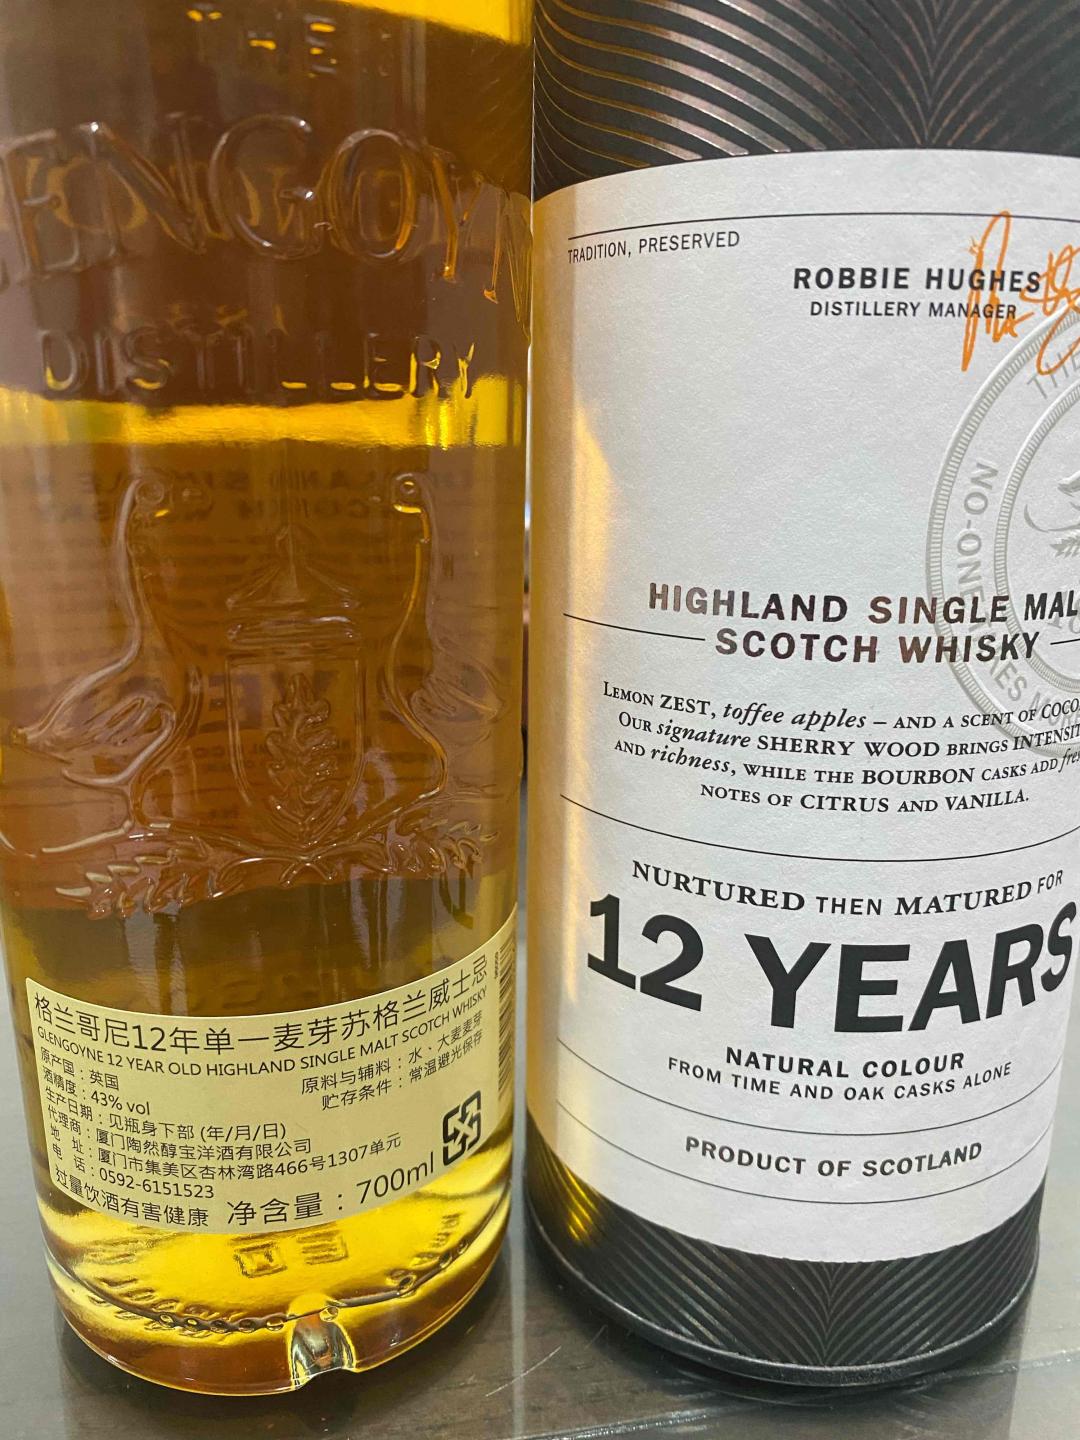 THE
LENGOYN
DISTILLERY
格兰哥尼12年单一麦芽苏格兰威士忌
GLENGOYNE 12 YEAR OLD HIGHLAND SINGLE MALT SCOTCH WHISKY
原产国：英国
原料与辅料：水、大麦麦芽
酒精度：43% vol
贮存条件：常温避光保存
生产日期：见瓶身下部 (年/月/日)
代理商：厦门陶然醇宝洋酒有限公司
地 址：厦门市集美区杏林湾路466号1307单元
电 话：0592-6151523
过量饮酒有害健康 净含量：700ml
TRADITION, PRESERVED
ROBBIE HUGHES
DISTILLERY MANAGER
THE
NO-ONE
HIGHLAND SINGLE MAL
SCOTCH WHISKY
LEMON ZEST, toffee apples – AND A SCENT OF COCO
OUR signature SHERRY WOOD BRINGS INTENSIT
AND richness, WHILE THE BOURBON CASKS ADD fres
NOTES OF CITRUS AND VANILLA.
NURTURED THEN MATURED FOR
12 YEARS
NATURAL COLOUR
FROM TIME AND OAK CASKS ALONE
PRODUCT OF SCOTLAND